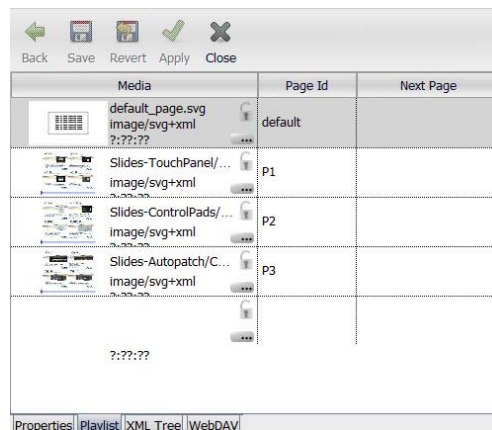 Back Save Revert Apply Close
Media Page Id Next Page
default_page.svg
image/svg+xml
?:??:??
default
Slides-TouchPanel/...
image/svg+xml
?:??:??
P1
Slides-ControlPads/...
image/svg+xml
?:??:??
P2
Slides-Autopatch/C...
image/svg+xml
?:??:??
P3
...
?:??:??
Properties Playlist XML Tree WebDAV